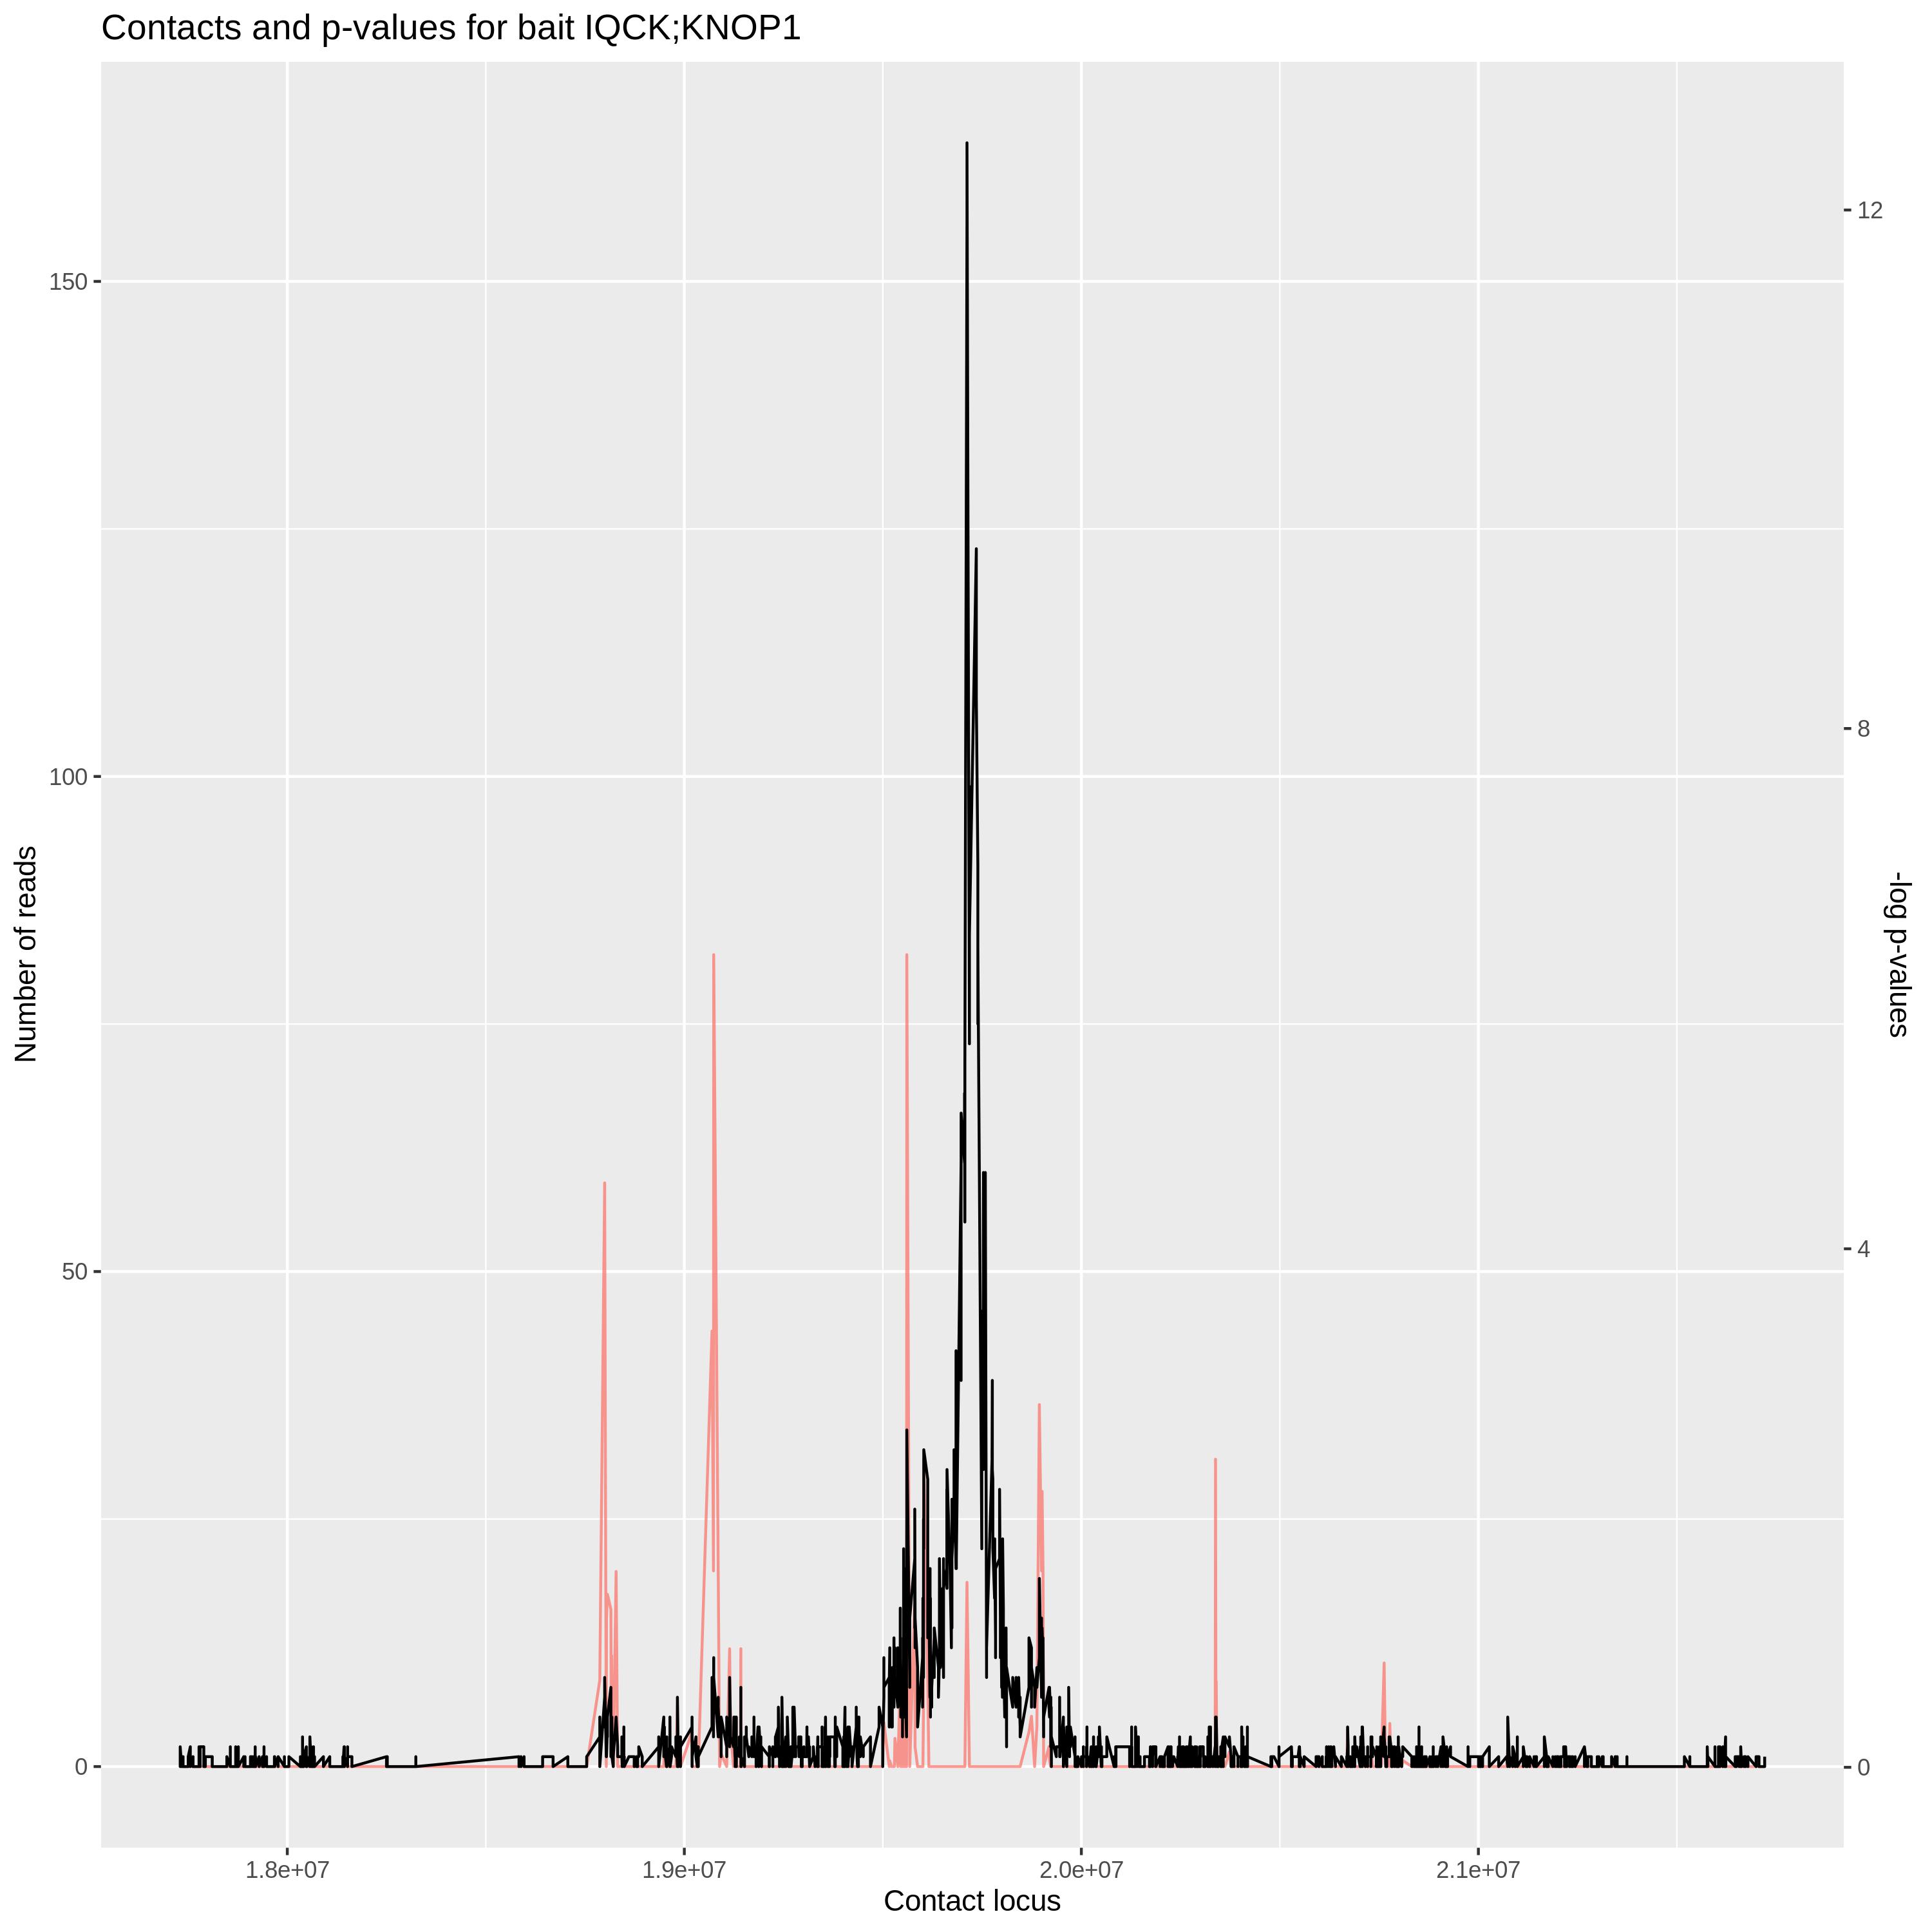 Contacts and p-values for bait IQCK;KNOP1
150
100
50
0
Number of reads
12
8
4
0
-log p-values
1.8e+07
1.9e+07
2.0e+07
2.1e+07
Contact locus